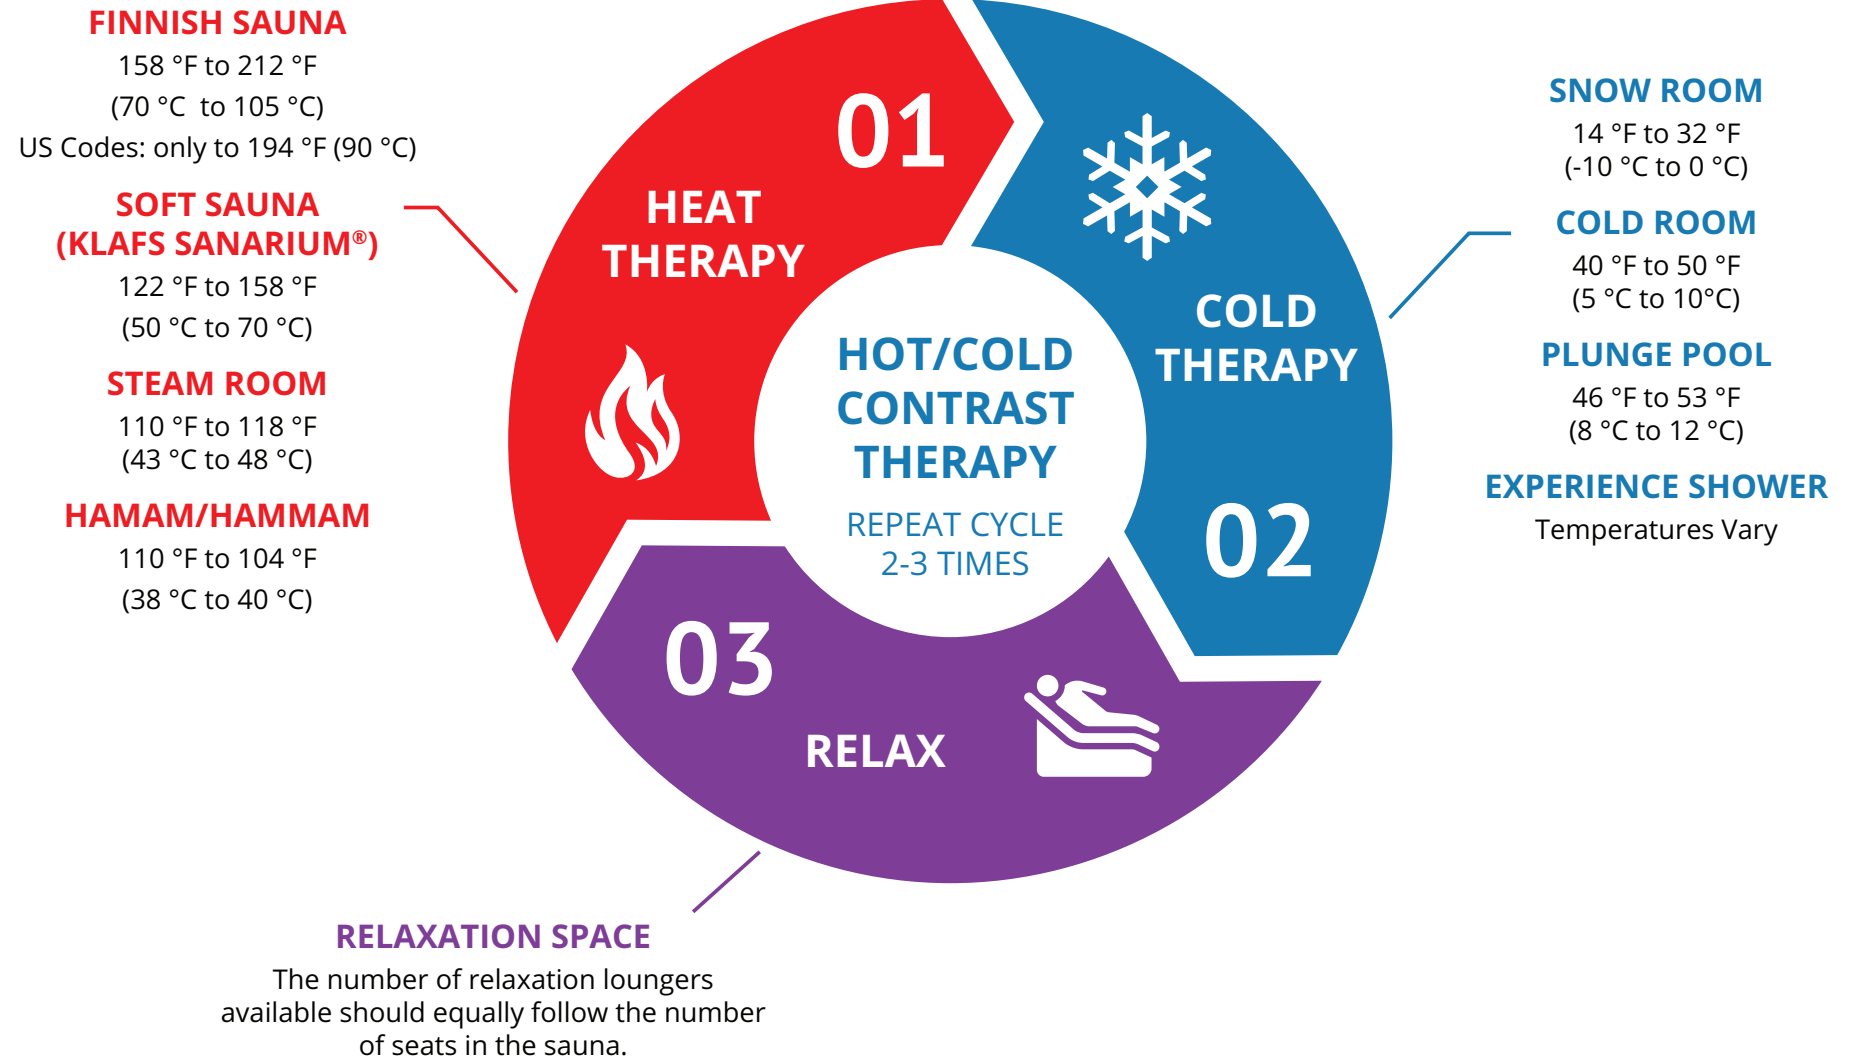 FINNISH SAUNA
158 °F to 212 °F
(70 °C  to 105 °C)
US Codes: only to 194 °F (90 °C)
SOFT SAUNA
(KLAFS SANARIUM®)
122 °F to 158 °F
(50 °C to 70 °C)
STEAM ROOM
110 °F to 118 °F
(43 °C to 48 °C)
HAMAM/HAMMAM
110 °F to 104 °F
(38 °C to 40 °C)
01
HEAT
THERAPY
HOT/COLD
CONTRAST
THERAPY
REPEAT CYCLE
2-3 TIMES
COLD
THERAPY
02
SNOW ROOM
14 °F to 32 °F
(-10 °C to 0 °C)
COLD ROOM
40 °F to 50 °F
(5 °C to 10°C)
PLUNGE POOL
46 °F to 53 °F
(8 °C to 12 °C)
EXPERIENCE SHOWER
Temperatures Vary
03
RELAX
RELAXATION SPACE
The number of relaxation loungers
available should equally follow the number
of seats in the sauna.